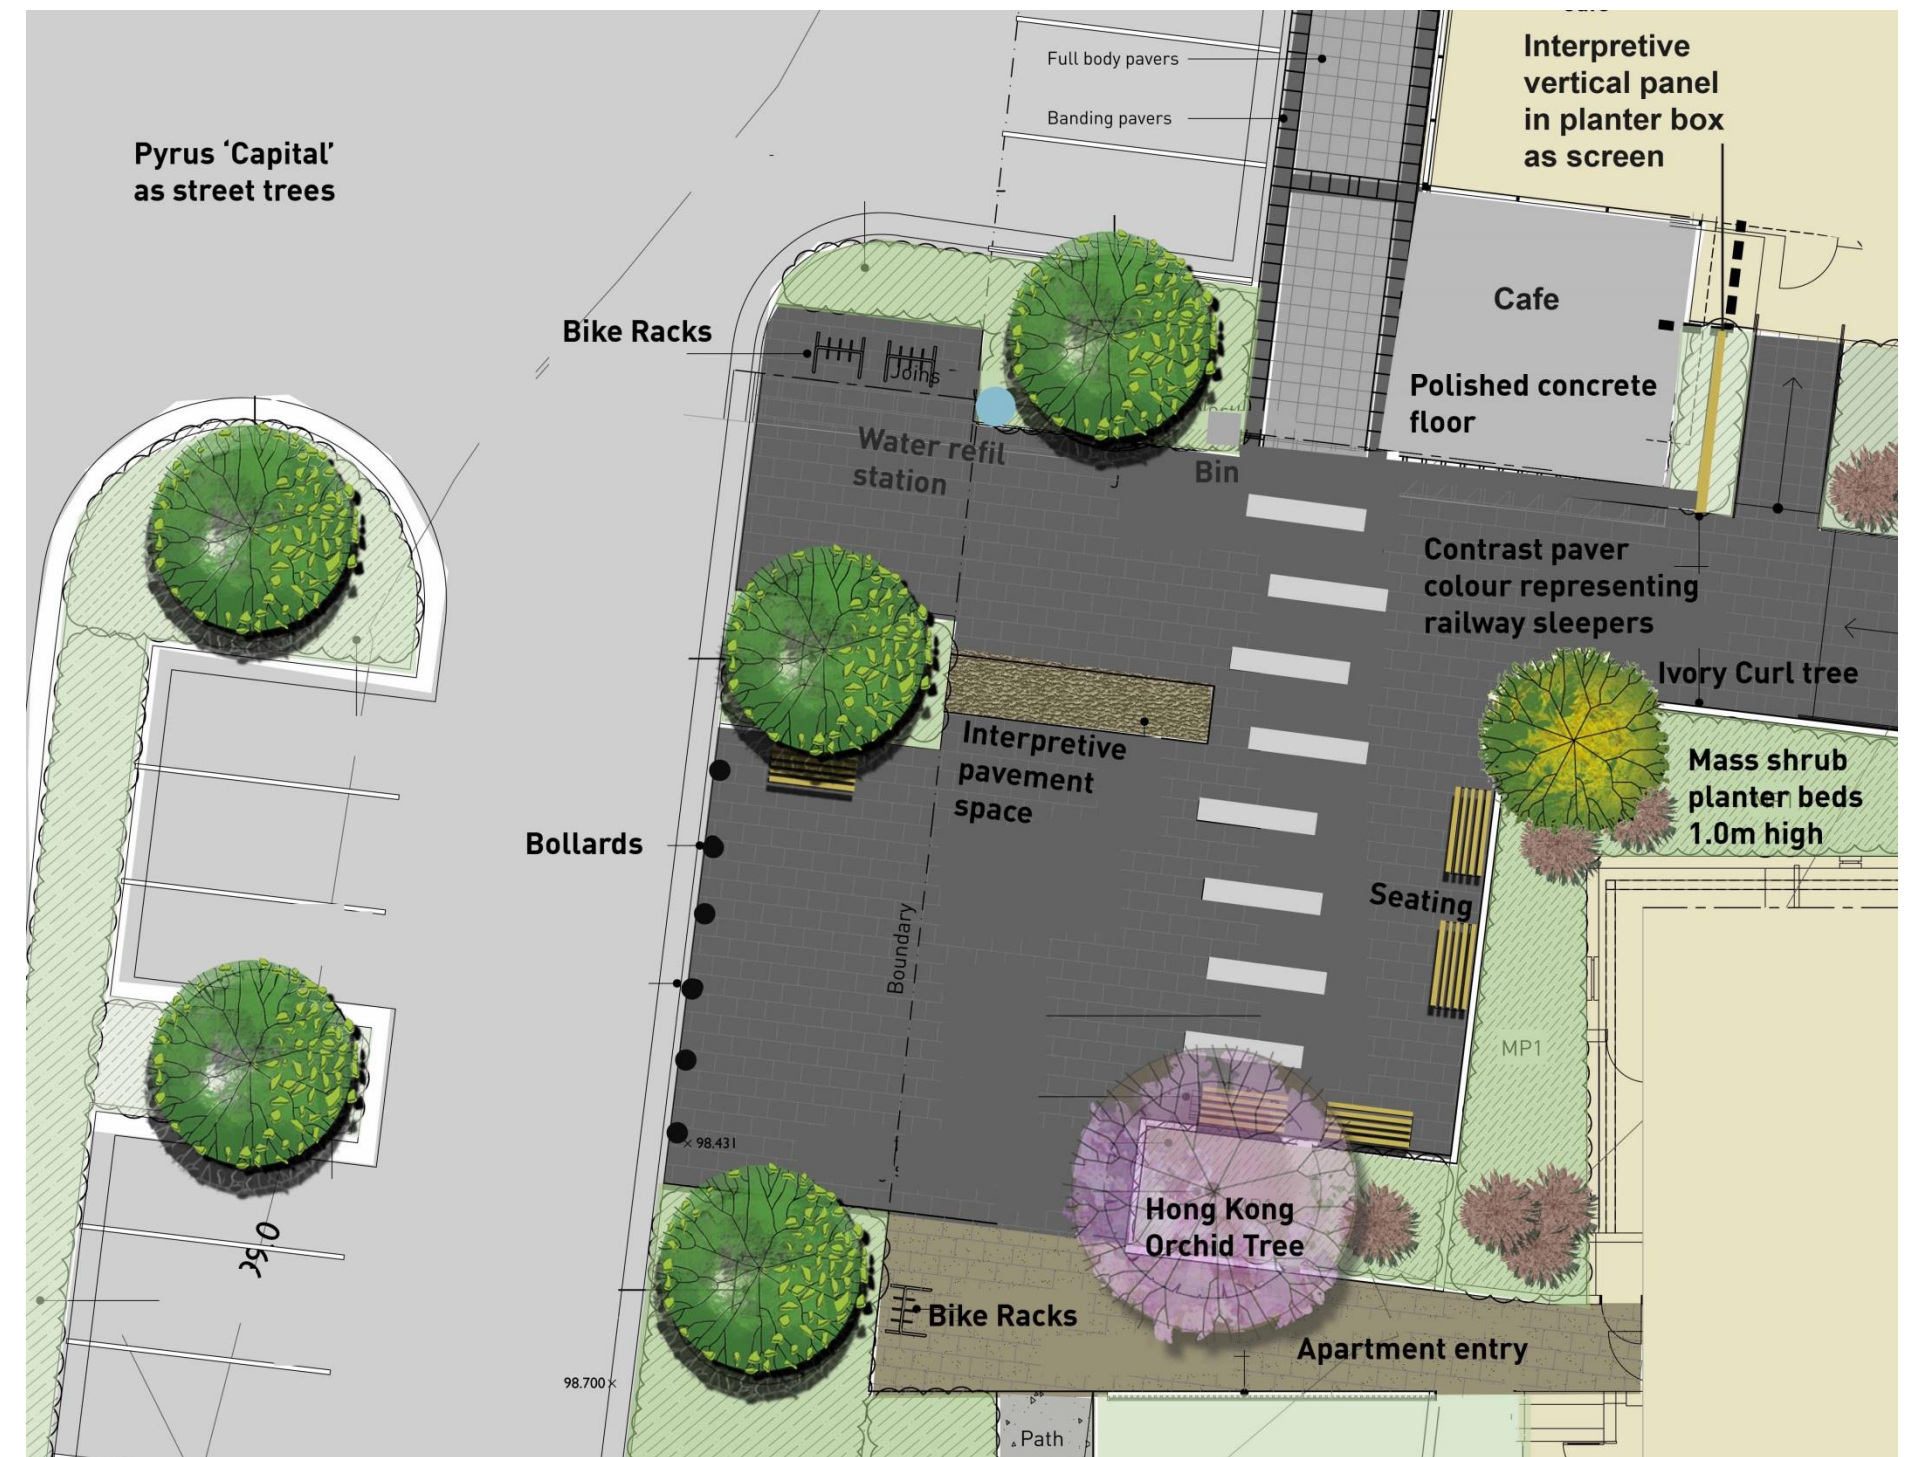 Full body pavers
Banding pavers
Interpretive
vertical panel
in planter box
as screen
Pyrus ‘Capital’
as street trees
Cafe
Bike Racks
Joins
Polished concrete
floor
Water refil
station
Bin
Contrast paver
colour representing
railway sleepers
Ivory Curl tree
Interpretive
pavement
space
Mass shrub
planter beds
1.0m high
Bollards
Seating
Boundary
MP1
× 98.431
Hong Kong
Orchid Tree
Bike Racks
Apartment entry
98.700 ×
Path